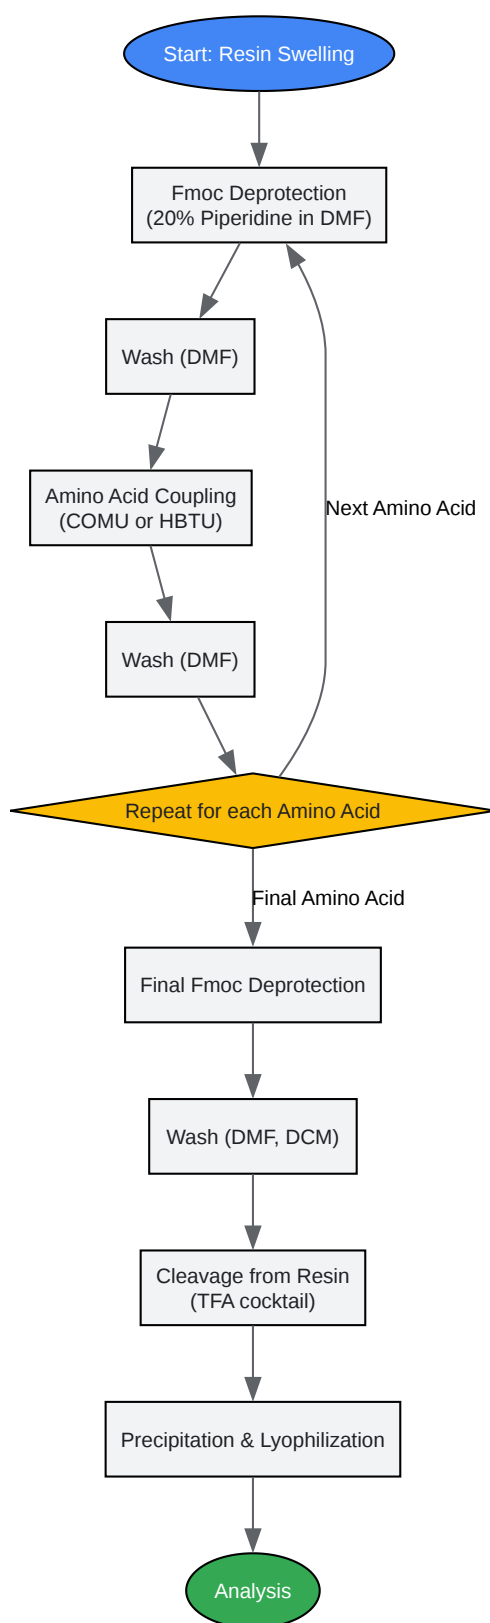 Start: Resin Swelling
Fmoc Deprotection
(20% Piperidine in DMF)
Wash (DMF)
Amino Acid Coupling
(COMU or HBTU)
Next Amino Acid
Wash (DMF)
Repeat for each Amino Acid
Final Amino Acid
Final Fmoc Deprotection
Wash (DMF, DCM)
Cleavage from Resin
(TFA cocktail)
Precipitation & Lyophilization
Analysis